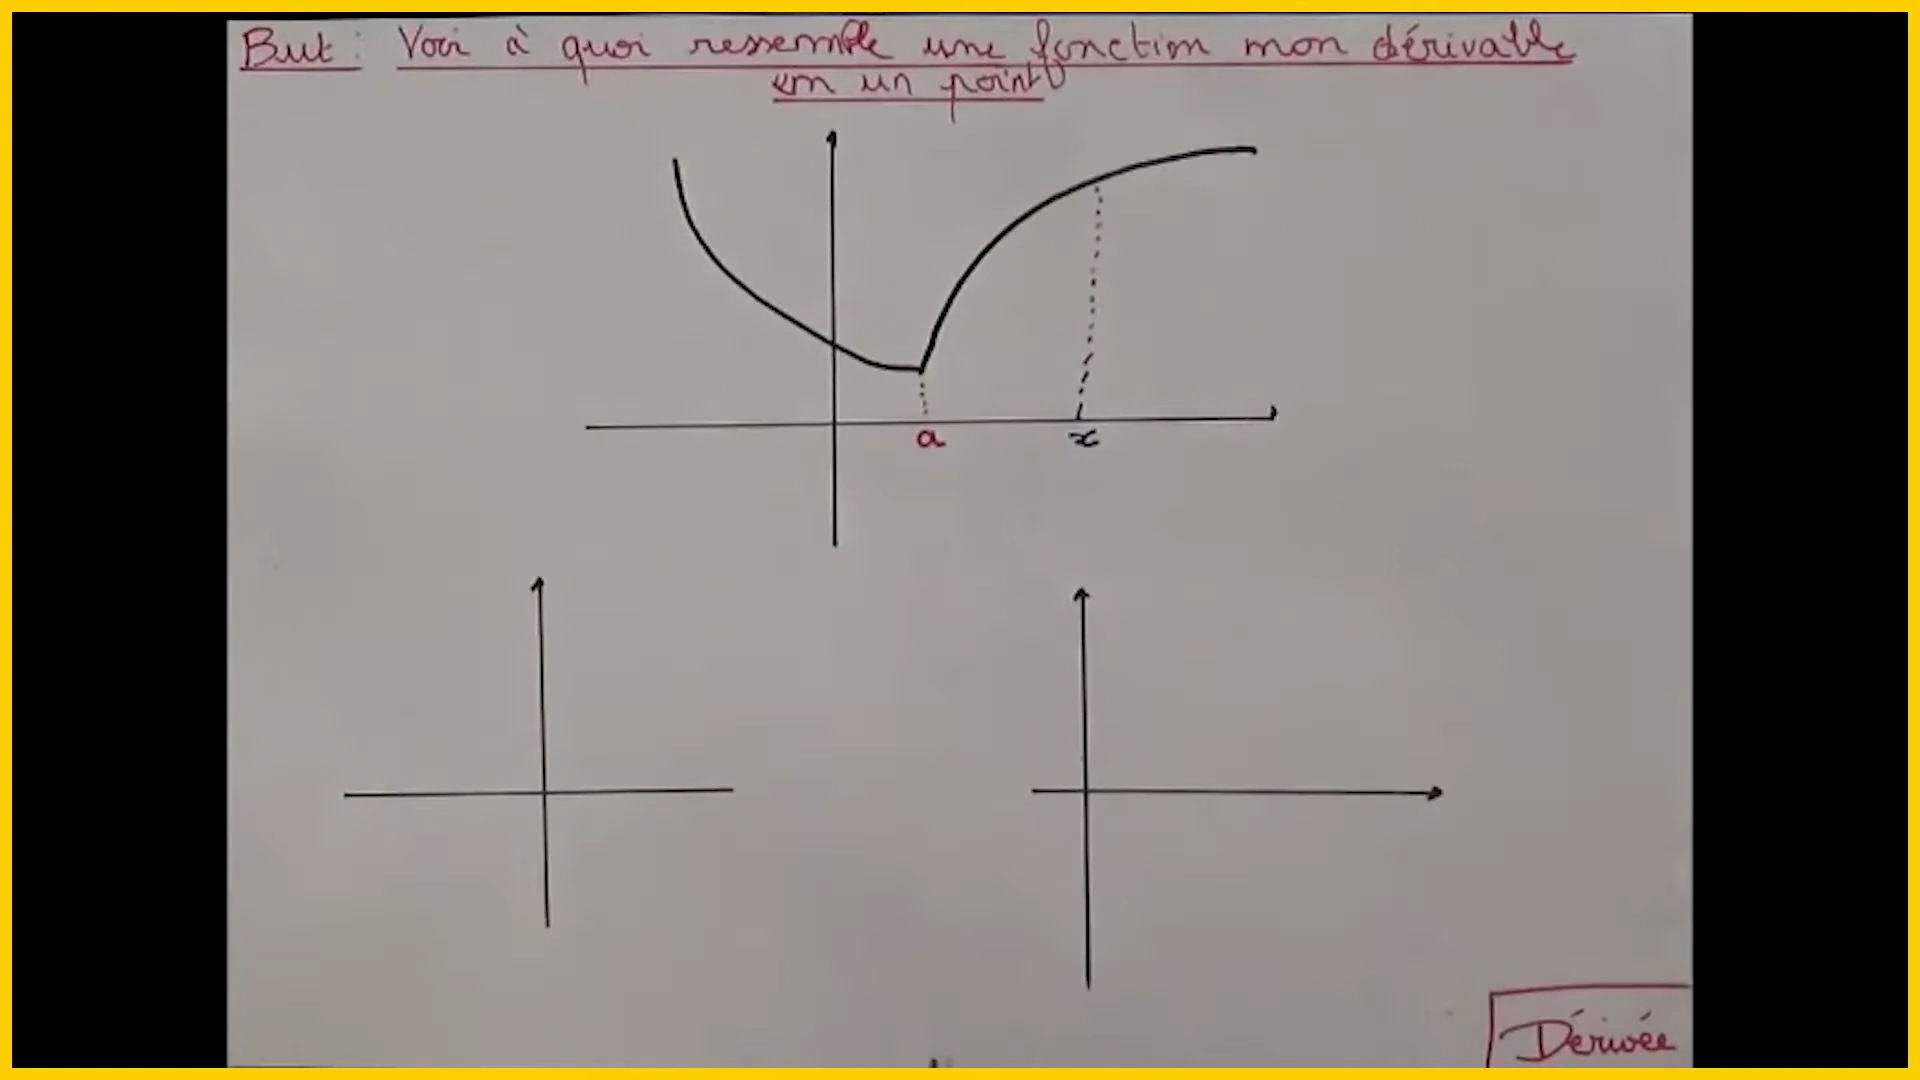 But : Voir à quoi ressemble une fonction non dérivable
en un point
a
x
Dérivée